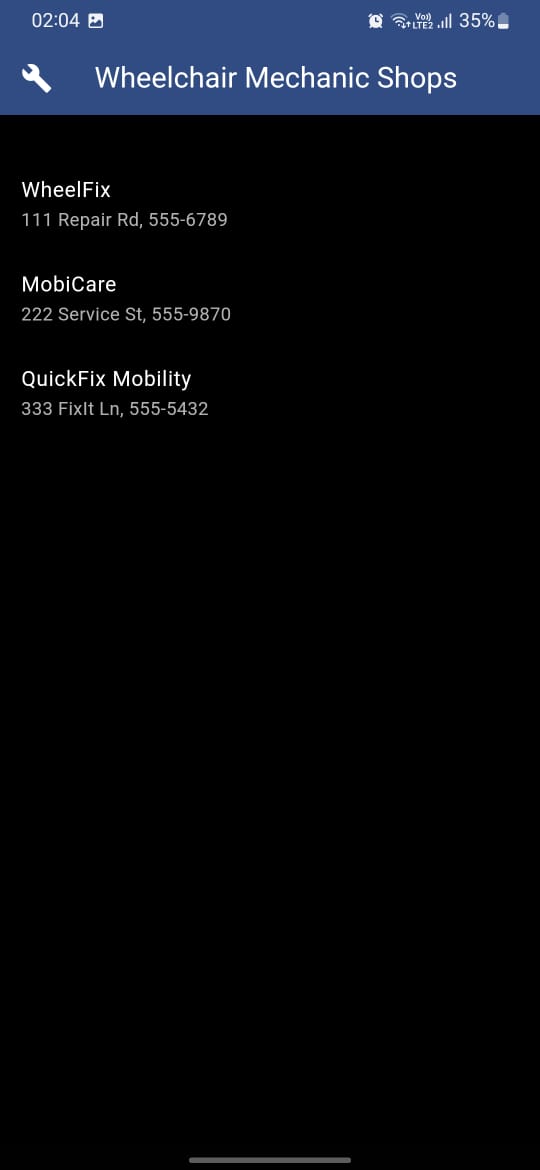 02:04 Vo) LTE2 35%
Wheelchair Mechanic Shops
WheelFix
111 Repair Rd, 555-6789
MobiCare
222 Service St, 555-9870
QuickFix Mobility
333 FixIt Ln, 555-5432